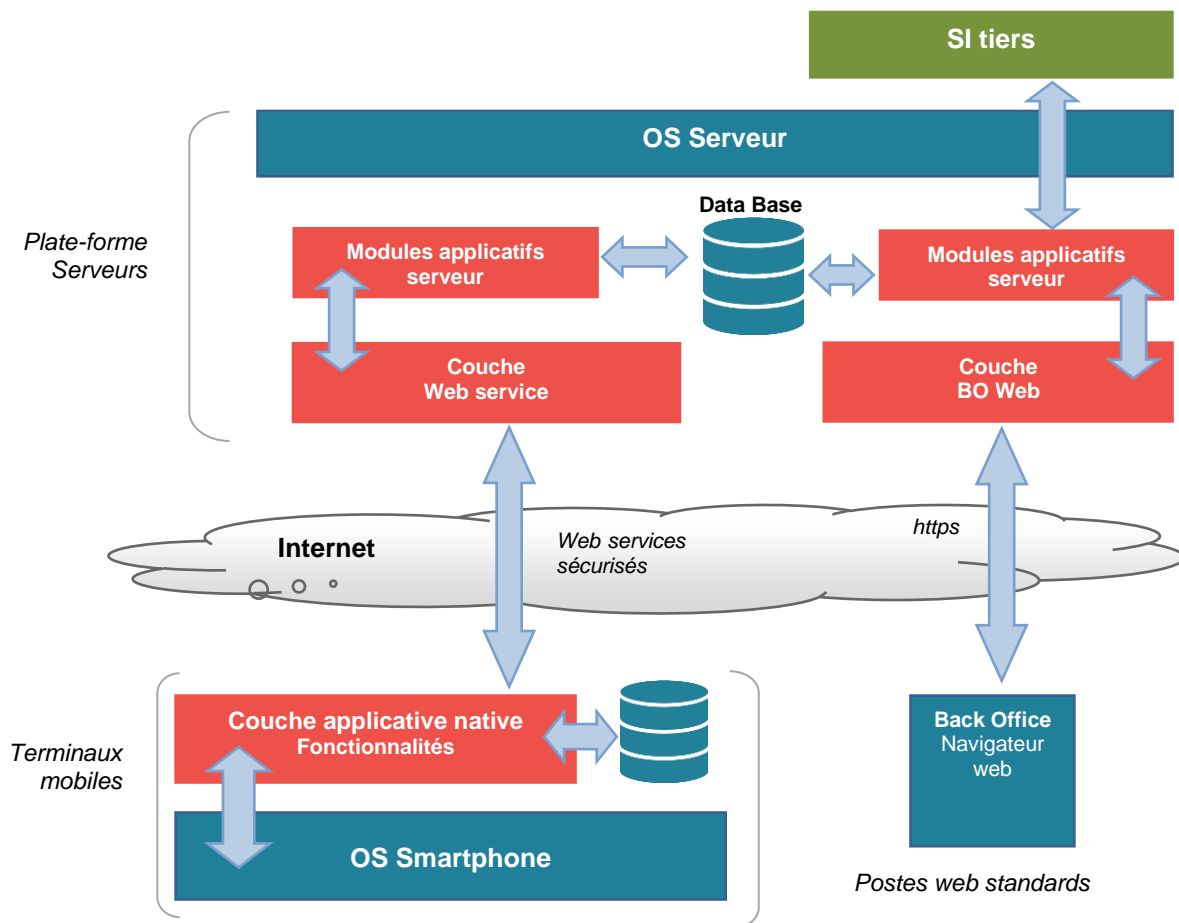 SI tiers
OS Serveur
Data Base
Plate-forme
Serveurs
Modules applicatifs
serveur
Modules applicatifs
serveur
Couche
Web service
Couche
BO Web
Internet
Web services
sécurisés
https
Couche applicative native
Fonctionnalités
Back Office
Navigateur
web
Terminaux
mobiles
OS Smartphone
Postes web standards